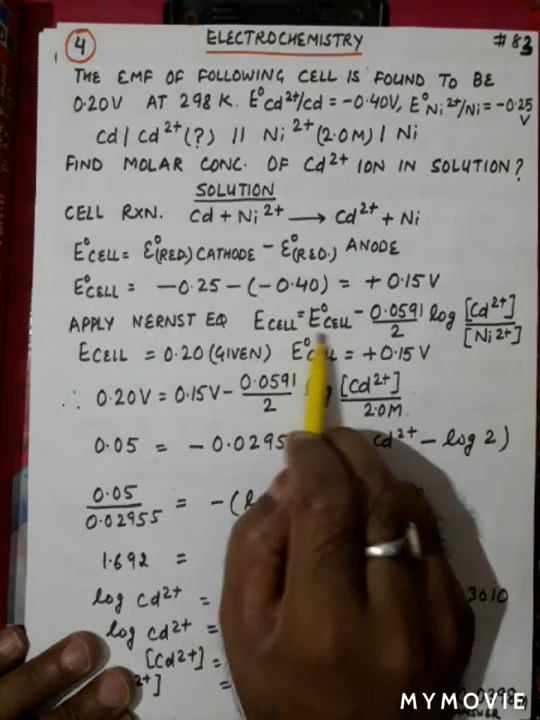 4 ELECTROCHEMISTRY #83
THE EMF OF FOLLOWING CELL IS FOUND TO BE
0.20V AT 298 K. E°Cd²⁺/Cd = -0.40V, E°Ni²⁺/Ni = -0.25 V
Cd | Cd²⁺(?) || Ni²⁺(2.0M) | Ni
FIND MOLAR CONC. OF Cd²⁺ ION IN SOLUTION?
SOLUTION
CELL RXN. Cd + Ni²⁺ → Cd²⁺ + Ni
E°CELL = E°(RED.) CATHODE - E°(RED.) ANODE
E°CELL = -0.25 - (-0.40) = +0.15V
APPLY NERNST EQ ECELL = E°CELL - 0.0591/2 log [Cd²⁺]/[Ni²⁺]
ECELL = 0.20 (GIVEN) E°CELL = +0.15V
∴ 0.20V = 0.15V - 0.0591/2 [Cd²⁺]/2.0M
0.05 = -0.0295 Cd²⁺ - log 2)
0.05/0.02955 = -(
1.692 =
log Cd²⁺ = 3010
log Cd²⁺ =
[Cd²⁺] =
²⁺] =
ANSWER
MYMOVIE